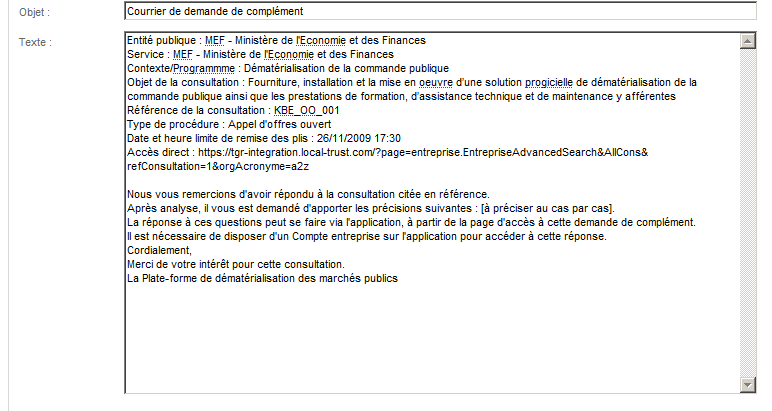 Objet :
Courrier de demande de complément
Texte :
Entité publique : MEF - Ministère de l'Economie et des Finances
Service : MEF - Ministère de l'Economie et des Finances
Contexte/Programmme : Dématérialisation de la commande publique
Objet de la consultation : Fourniture, installation et la mise en oeuvre d'une solution progicielle de dématérialisation de la
commande publique ainsi que les prestations de formation, d'assistance technique et de maintenance y afférentes
Référence de la consultation : KBE_OO_001
Type de procédure : Appel d'offres ouvert
Date et heure limite de remise des plis : 26/11/2009 17:30
Accès direct : https://tgr-integration.local-trust.com/?page=entreprise.EntrepriseAdvancedSearch&AllCons&
refConsultation=1&orgAcronyme=a2z
Nous vous remercions d'avoir répondu à la consultation citée en référence.
Après analyse, il vous est demandé d'apporter les précisions suivantes : [à préciser au cas par cas].
La réponse à ces questions peut se faire via l'application, à partir de la page d'accès à cette demande de complément.
Il est nécessaire de disposer d'un Compte entreprise sur l'application pour accéder à cette réponse.
Cordialement,
Merci de votre intérêt pour cette consultation.
La Plate-forme de dématérialisation des marchés publics